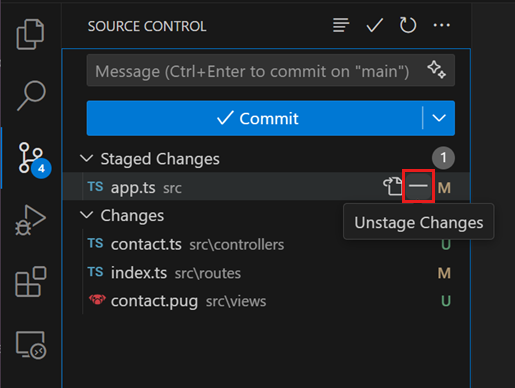 SOURCE CONTROL
Message (Ctrl+Enter to commit on "main")
Commit
4
Staged Changes 1
TS app.ts src M
Unstage Changes
Changes
TS contact.ts src\controllers U
TS index.ts src\routes M
contact.pug src\views U